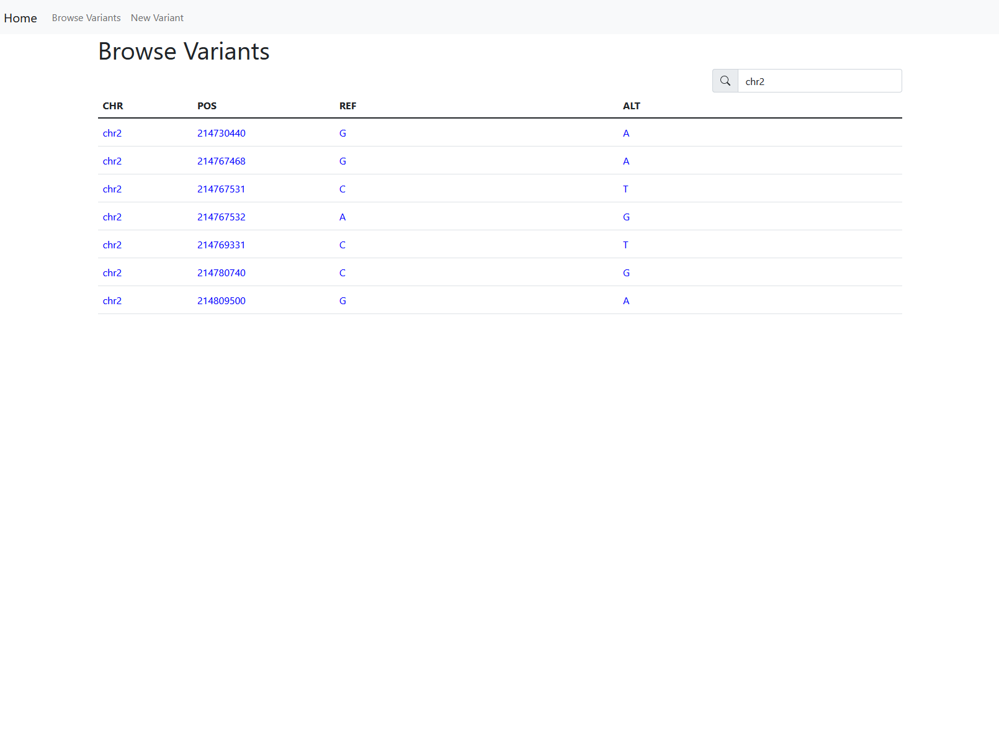 Home Browse Variants New Variant
Browse Variants
chr2
CHR POS REF ALT
chr2 214730440 G A
chr2 214767468 G A
chr2 214767531 C T
chr2 214767532 A G
chr2 214769331 C T
chr2 214780740 C G
chr2 214809500 G A